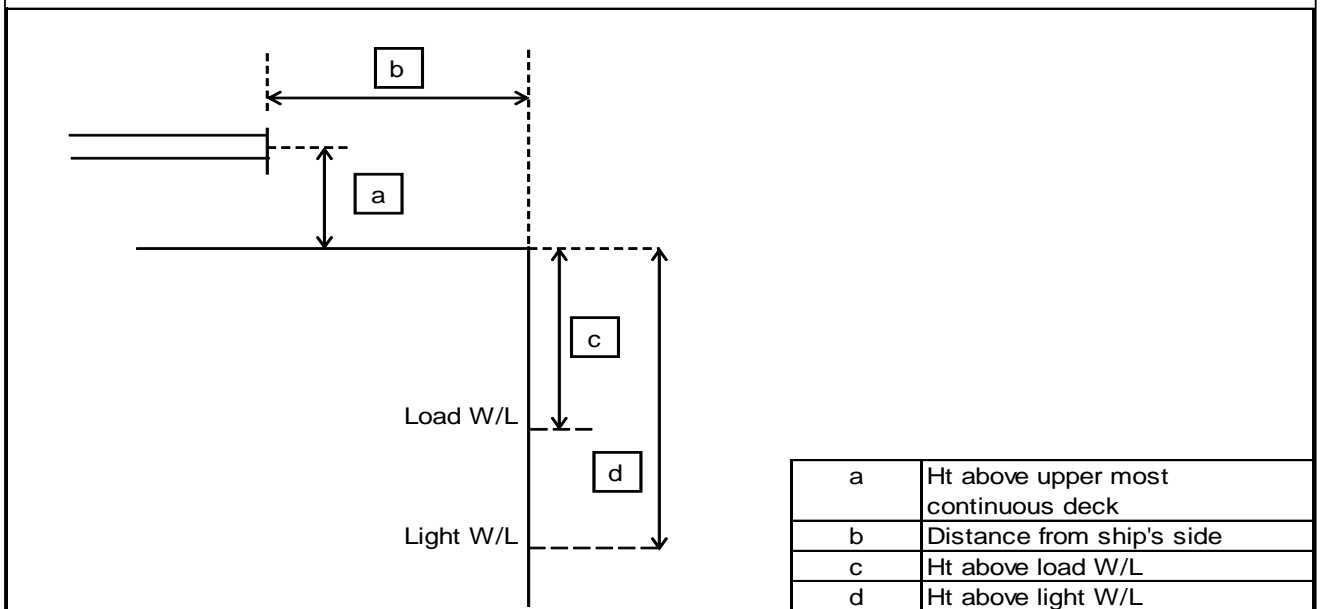 b
a
c
Load W/L
d
Light W/L
a Ht above upper most
continuous deck
b Distance from ship's side
c Ht above load W/L
d Ht above light W/L